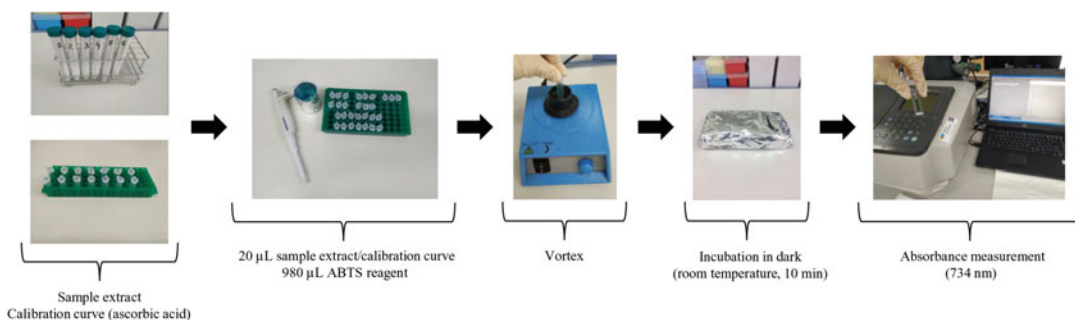 Sample extract
Calibration curve (ascorbic acid)
20 µL sample extract/calibration curve
980 µL ABTS reagent
Vortex
Incubation in dark
(room temperature, 10 min)
Absorbance measurement
(734 nm)